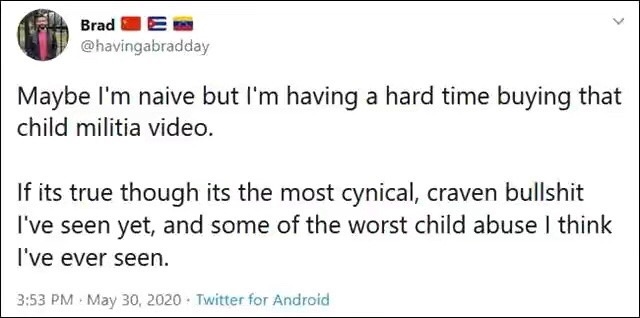 Brad 🇨🇳 🇨🇺 🇻🇪
@havingabradday
Maybe I'm naive but I'm having a hard time buying that
child militia video.
If its true though its the most cynical, craven bullshit
I've seen yet, and some of the worst child abuse I think
I've ever seen.
3:53 PM · May 30, 2020 · Twitter for Android